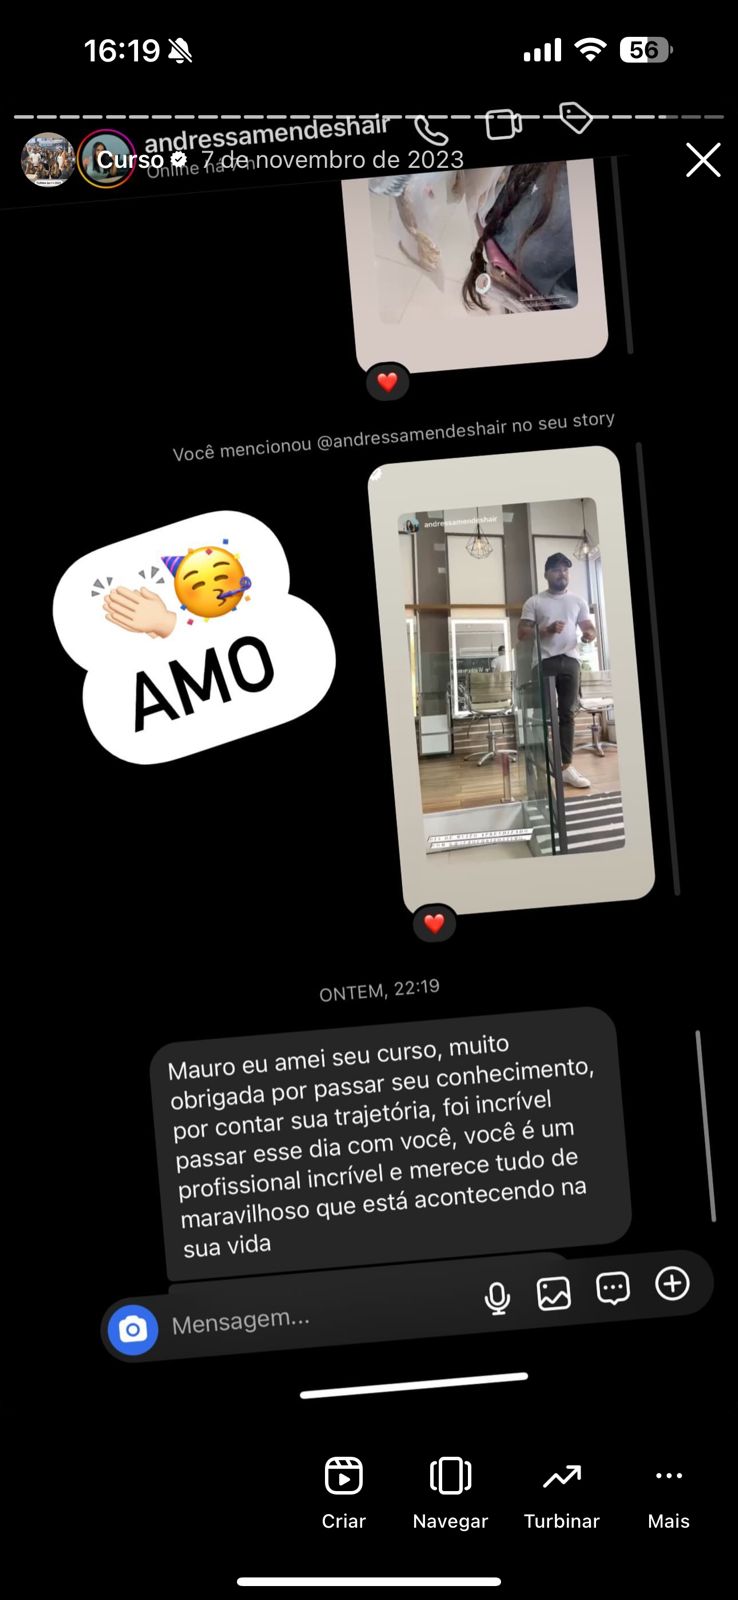 16:19
56
andressamendeshair
Curso 7 de novembro de 2023
Online há 7 h
Você mencionou @andressamendeshair no seu story
andressamendeshair
AMO
ONTEM, 22:19
Mauro eu amei seu curso, muito
obrigada por passar seu conhecimento,
por contar sua trajetória, foi incrível
passar esse dia com você, você é um
profissional incrível e merece tudo de
maravilhoso que está acontecendo na
sua vida
Mensagem...
Criar
Navegar
Turbinar
Mais